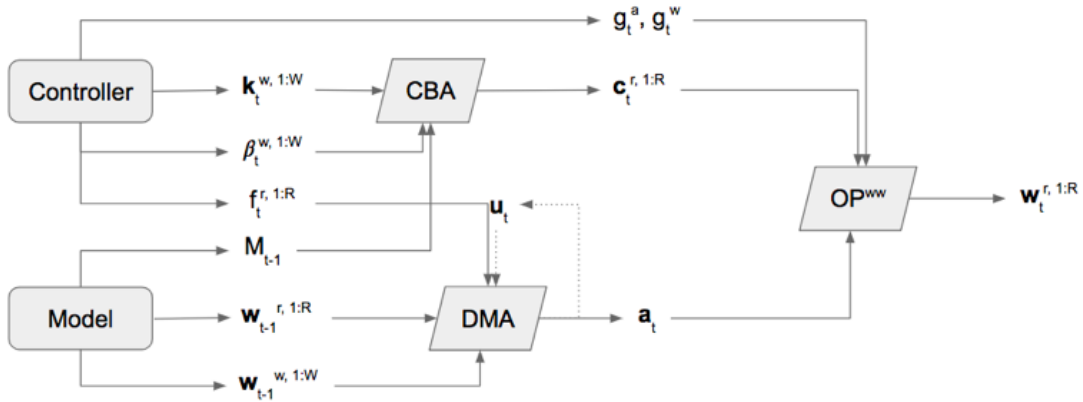 g_t^a, g_t^w
Controller
k_t^{w, 1:W}
CBA
c_t^{r, 1:R}
β_t^{w, 1:W}
f_t^{r, 1:R}
u_t
OP^{ww}
w_t^{r, 1:R}
M_{t-1}
Model
w_{t-1}^{r, 1:R}
DMA
a_t
w_{t-1}^{w, 1:W}